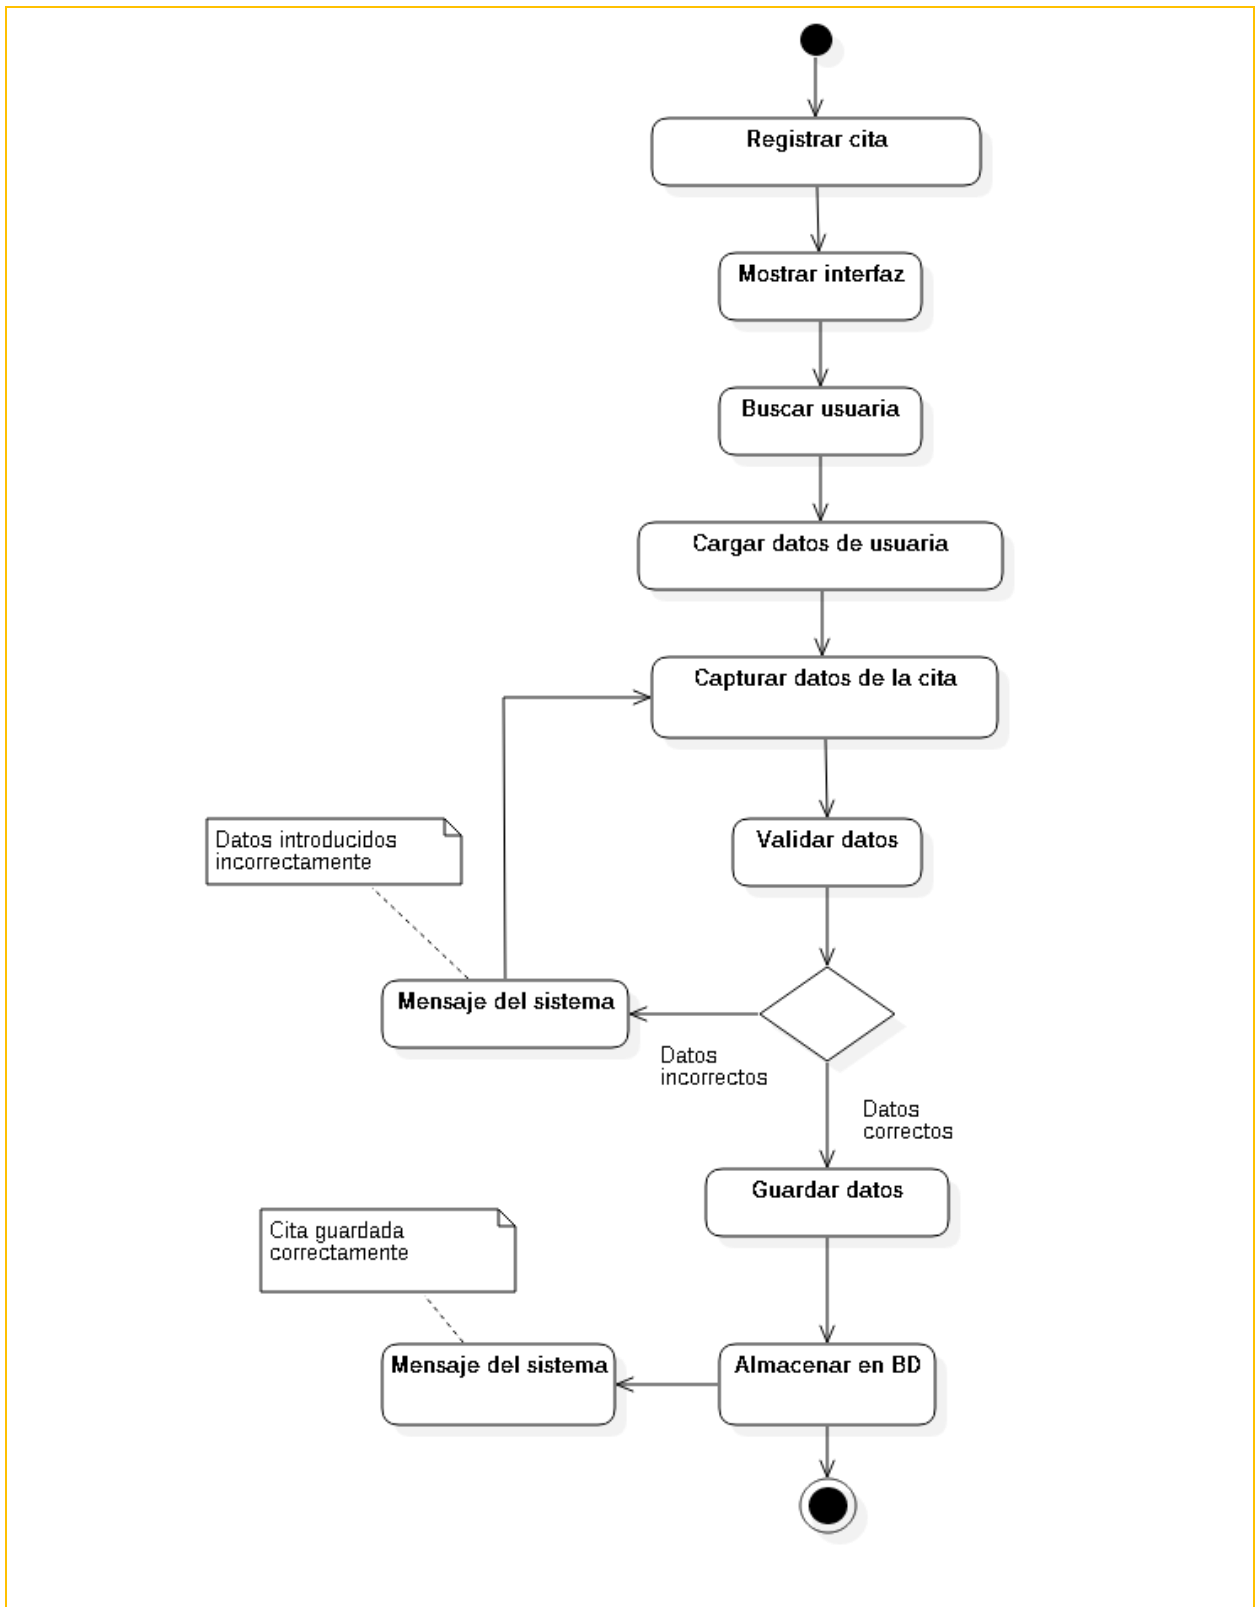 Registrar cita
Mostrar interfaz
Buscar usuaria
Cargar datos de usuaria
Capturar datos de la cita
Datos introducidos
incorrectamente
Validar datos
Mensaje del sistema
Datos
incorrectos
Datos
correctos
Guardar datos
Cita guardada
correctamente
Mensaje del sistema
Almacenar en BD